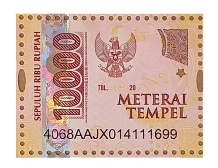 SEPULUH RIBU RUPIAH
10000
TGL. 20
METERAI
TEMPEL
4068AAJX014111699